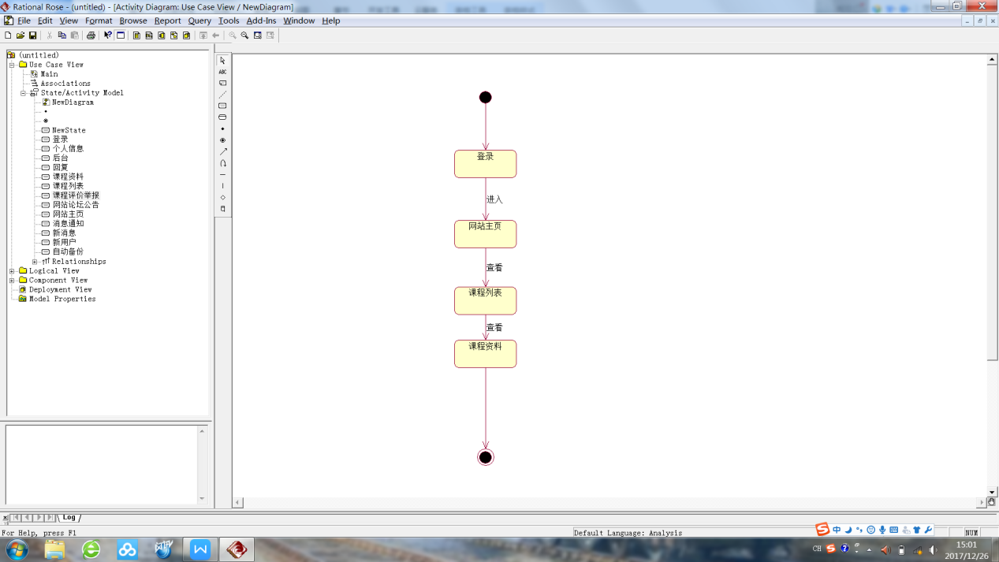 Rational Rose - (untitled) - [Activity Diagram: Use Case View / NewDiagram]
File Edit View Format Browse Report Query Tools Add-Ins Window Help
(untitled)
Use Case View
Main
Associations
State/Activity Model
NewDiagram
NewState
登录
个人信息
后台
回复
课程资料
课程列表
课程评价举报
网站论坛公告
网站主页
消息通知
新消息
新用户
自动备份
Relationships
Logical View
Component View
Deployment View
Model Properties
ABC
登录
进入
网站主页
查看
课程列表
查看
课程资料
Log
For Help, press F1
Default Language: Analysis
NUM
中
CH
15:01
2017/12/26